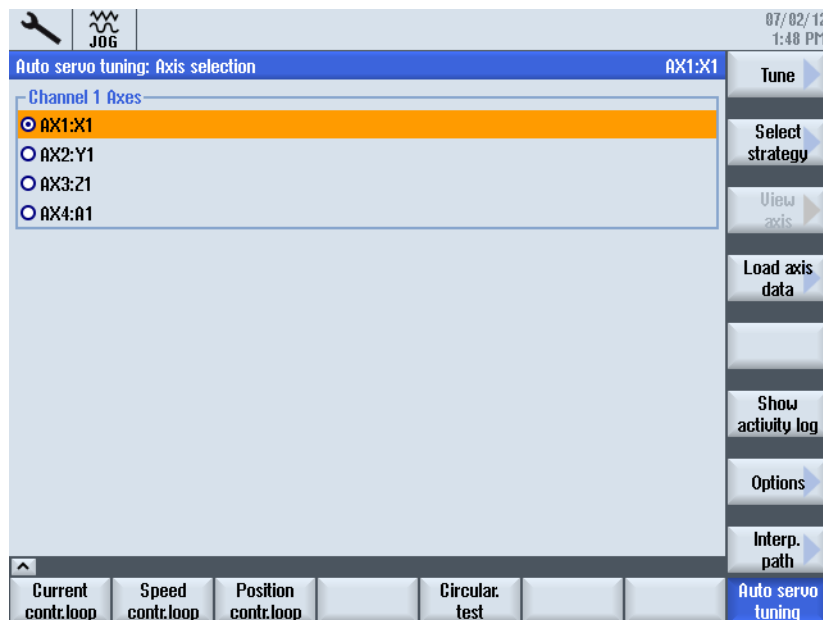 JOG
07/02/12
1:48 PM
Auto servo tuning: Axis selection
AX1:X1
Channel 1 Axes
AX1:X1
AX2:Y1
AX3:Z1
AX4:A1
Tune
Select
strategy
View
axis
Load axis
data
Show
activity log
Options
Interp.
path
Current
contr.loop
Speed
contr.loop
Position
contr.loop
Circular.
test
Auto servo
tuning